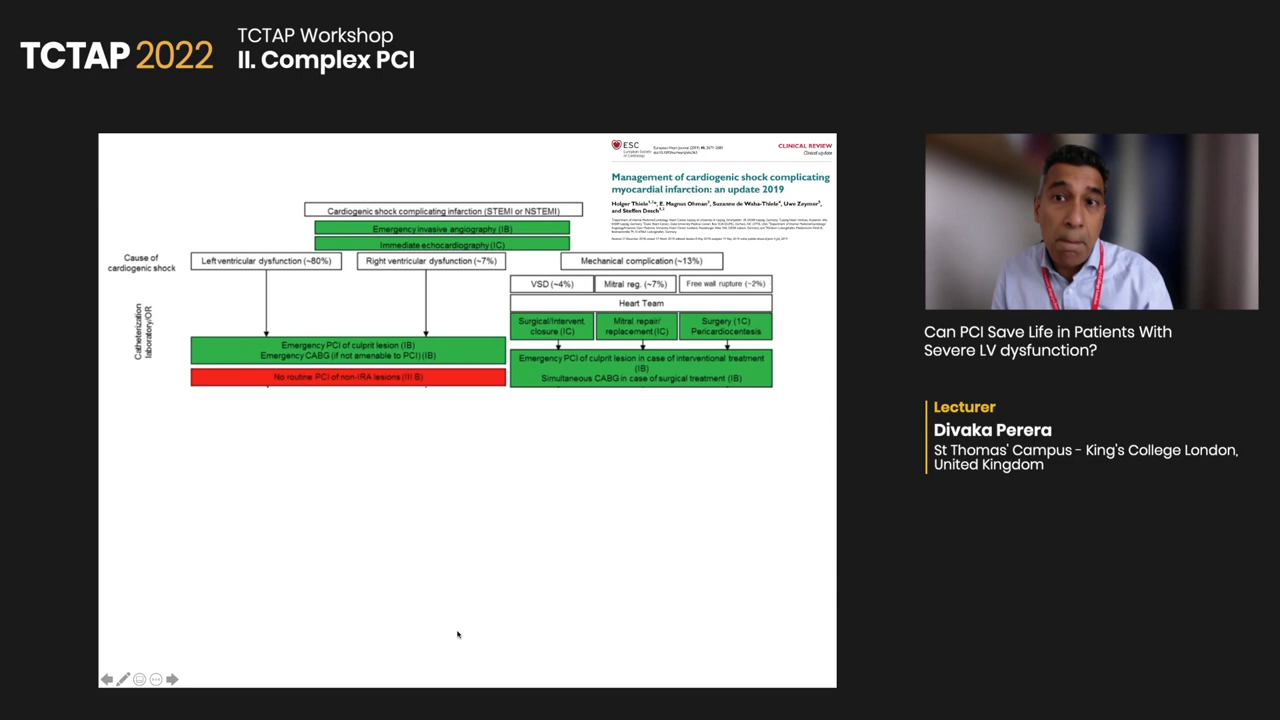 TCTAP 2022
TCTAP Workshop
II. Complex PCI
ESC
European Society
of Cardiology
CLINICAL REVIEW
Clinical update
Management of cardiogenic shock complicating
myocardial infarction: an update 2019
Holger Thiele, E. Magnus Ohman, Suzanne de Waha-Thiele, Uwe Zeymer,
and Steffen Desch
Cardiogenic shock complicating infarction (STEMI or NSTEMI)
Emergency invasive angiography (IB)
Immediate echocardiography (IC)
Cause of
cardiogenic shock
Left ventricular dysfunction (~80%)
Right ventricular dysfunction (~7%)
Mechanical complication (~13%)
VSD (~4%)
Mitral reg. (~7%)
Free wall rupture (~2%)
Heart Team
Catheterization
laboratory/OR
Surgical/Intervent.
closure (IC)
Mitral repair/
replacement (IC)
Surgery (1C)
Pericardiocentesis
Emergency PCI of culprit lesion (IB)
Emergency CABG (if not amenable to PCI) (IB)
No routine PCI of non-IRA lesions (III B)
Emergency PCI of culprit lesion in case of interventional treatment
(IB)
Simultaneous CABG in case of surgical treatment (IB)
Can PCI Save Life in Patients With
Severe LV dysfunction?
Lecturer
Divaka Perera
St Thomas' Campus - King's College London,
United Kingdom